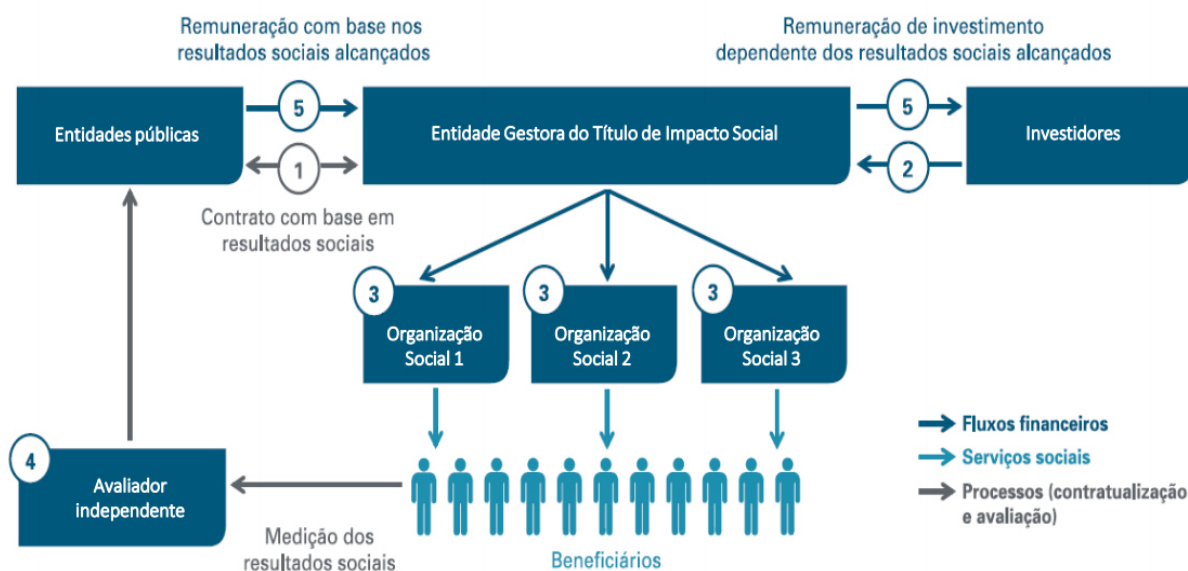 Remuneração com base nos
resultados sociais alcançados
Remuneração de investimento
dependente dos resultados sociais alcançados
Entidades públicas
5
1
Entidade Gestora do Título de Impacto Social
5
2
Investidores
Contrato com base em
resultados sociais
3
Organização
Social 1
3
Organização
Social 2
3
Organização
Social 3
4
Avaliador
independente
Medição dos
resultados sociais
Beneficiários
Fluxos financeiros
Serviços sociais
Processos (contratualização
e avaliação)